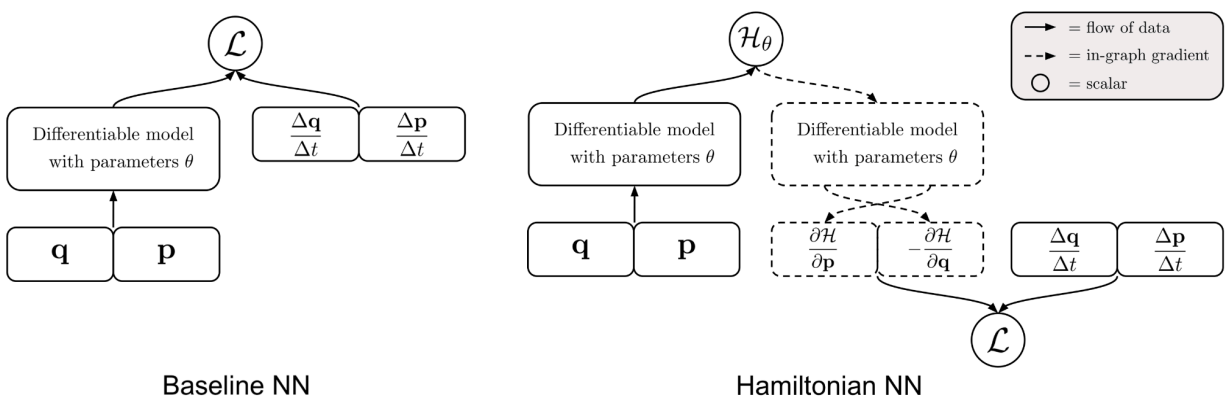 ℒ
Differentiable model
with parameters θ
Δq/Δt Δp/Δt
q p
Baseline NN
ℋ_θ
Differentiable model
with parameters θ
Differentiable model
with parameters θ
q p
∂ℋ/∂p −∂ℋ/∂q
Δq/Δt Δp/Δt
ℒ
Hamiltonian NN
= flow of data
= in-graph gradient
= scalar